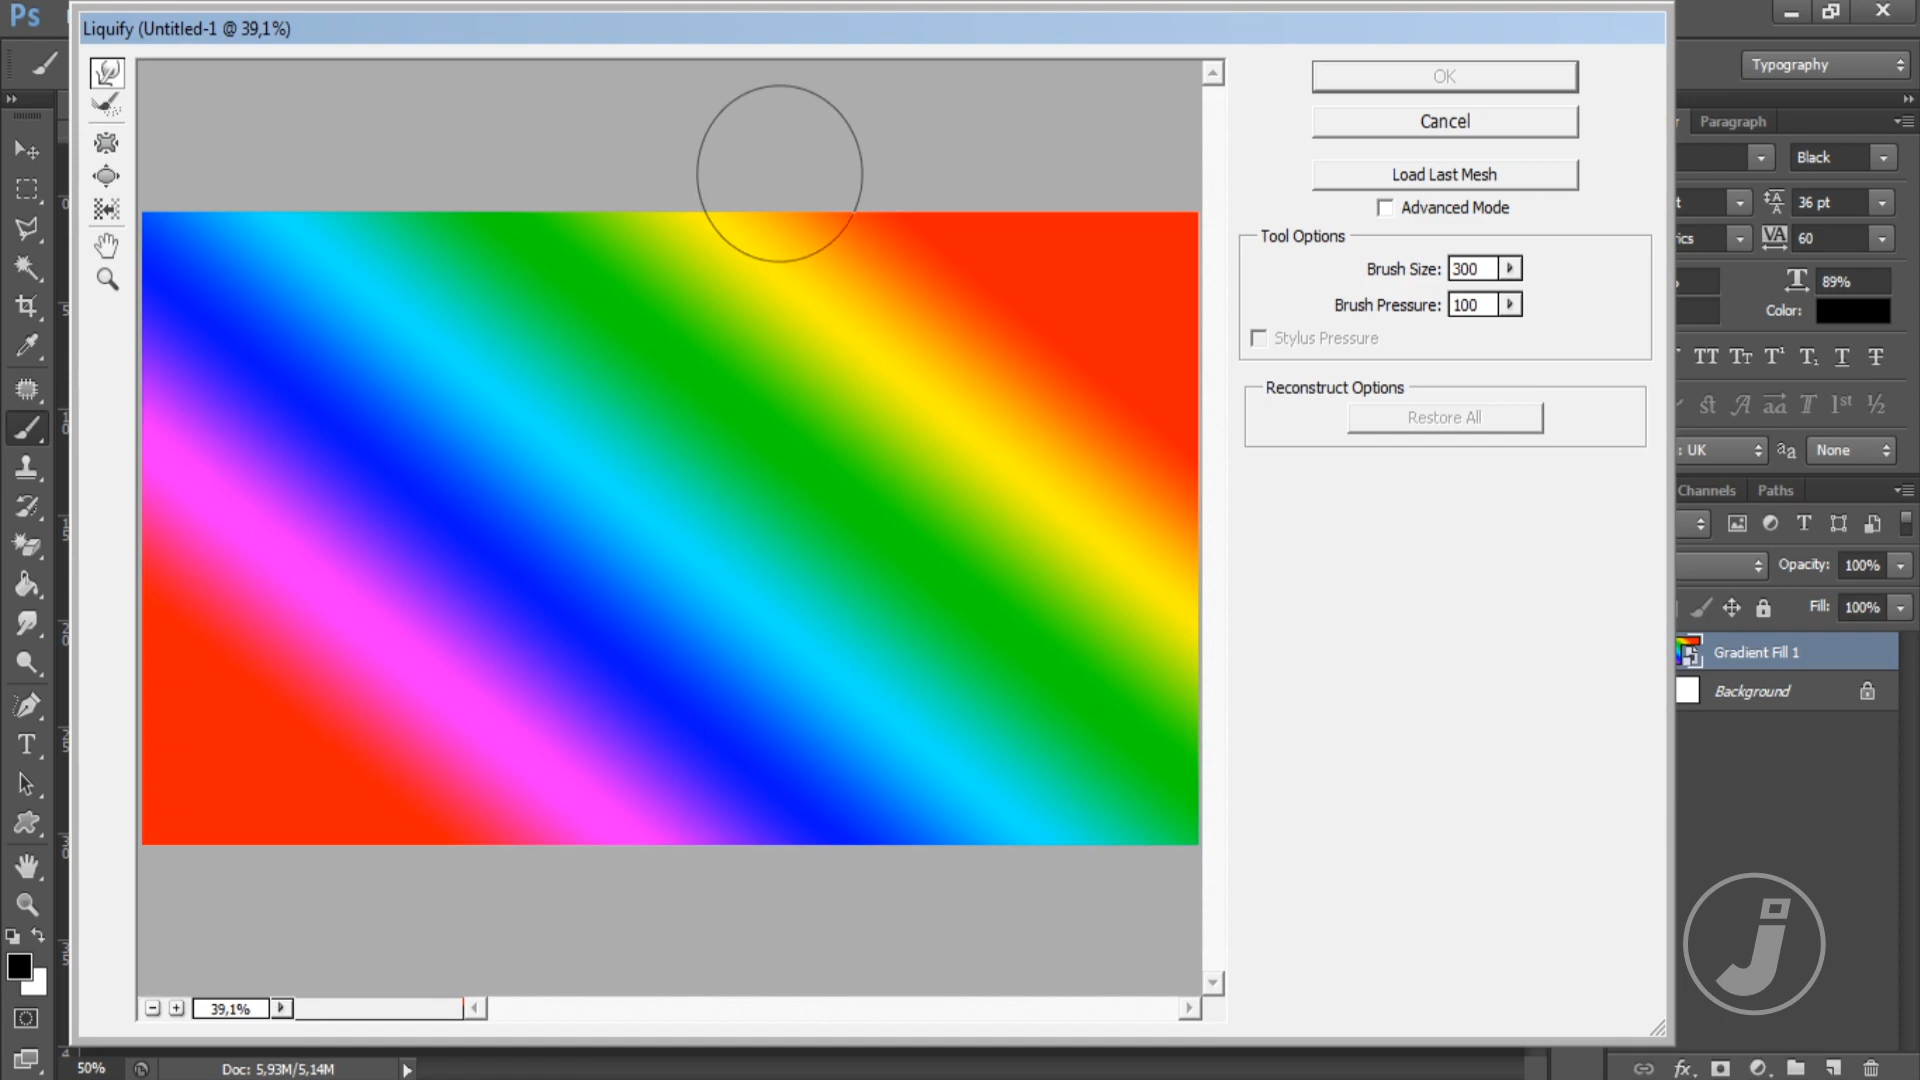 Ps
Liquify (Untitled-1 @ 39,1%)
OK
Cancel
Load Last Mesh
Advanced Mode
Tool Options
Brush Size: 300
Brush Pressure: 100
Stylus Pressure
Reconstruct Options
Restore All
39,1%
50%
Doc: 5,93M/5,14M
Typography
Paragraph
Black
36 pt
60
89%
Color:
TT Tт T¹ T₁ T T
st A aa T 1st ½
: UK
aa
None
Channels
Paths
Opacity: 100%
Fill: 100%
Gradient Fill 1
Background
fx